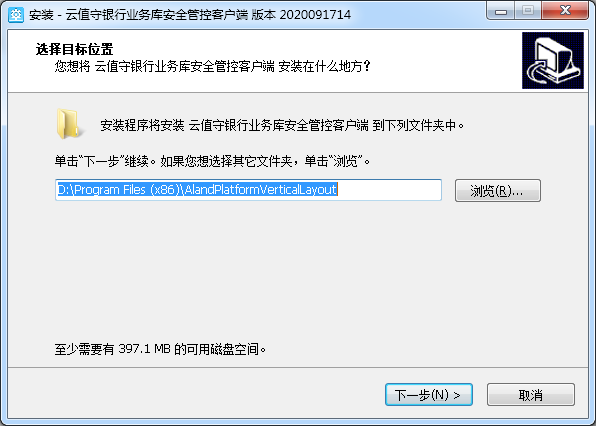 安装 - 云值守银行业务库安全管控客户端 版本 2020091714
选择目标位置
您想将 云值守银行业务库安全管控客户端 安装在什么地方？
安装程序将安装 云值守银行业务库安全管控客户端 到下列文件夹中。
单击“下一步”继续。如果您想选择其它文件夹，单击“浏览”。
D:\Program Files (x86)\AlandPlatformVerticalLayout
浏览(R)...
至少需要有 397.1 MB 的可用磁盘空间。
下一步(N) >
取消